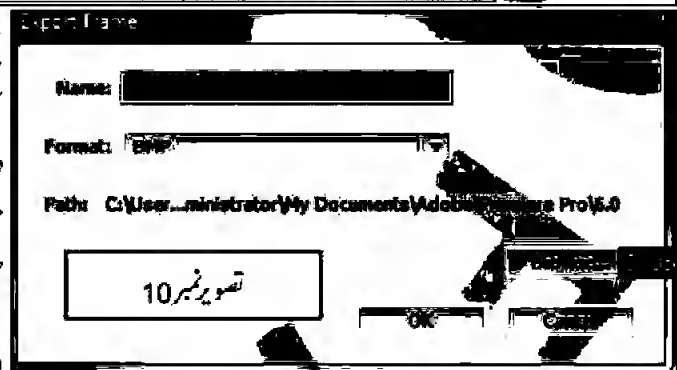 Export Frame
Name:
Format: BMP
Path: C:\User...ministrator\My Documents\Adobe\ Pro\6.0
تصویر نمبر 10
OK
Cancel